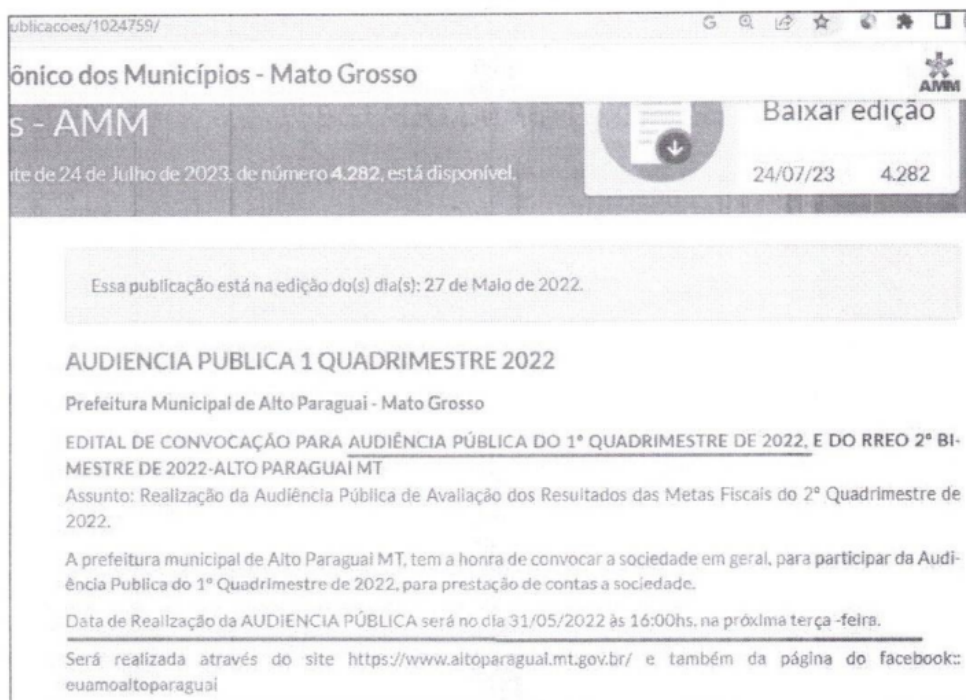 ublicacoes/1024759/
ônico dos Municípios - Mato Grosso
AMM
s - AMM
Baixar edição
te de 24 de Julho de 2023, de número 4.282, está disponível.
24/07/23 4.282
Essa publicação está na edição do(s) dia(s): 27 de Maio de 2022.
AUDIENCIA PUBLICA 1 QUADRIMESTRE 2022
Prefeitura Municipal de Alto Paraguai - Mato Grosso
EDITAL DE CONVOCAÇÃO PARA AUDIÊNCIA PÚBLICA DO 1º QUADRIMESTRE DE 2022, E DO RREO 2º BI-
MESTRE DE 2022-ALTO PARAGUAI MT
Assunto: Realização da Audiência Pública de Avaliação dos Resultados das Metas Fiscais do 2º Quadrimestre de
2022.
A prefeitura municipal de Alto Paraguai MT, tem a honra de convocar a sociedade em geral, para participar da Audi-
ência Publica do 1º Quadrimestre de 2022, para prestação de contas a sociedade.
Data de Realização da AUDIENCIA PÚBLICA será no dia 31/05/2022 às 16:00hs, na próxima terça -feira.
Será realizada através do site https://www.altoparaguai.mt.gov.br/ e também da página do facebook::
euamoaltoparaguai